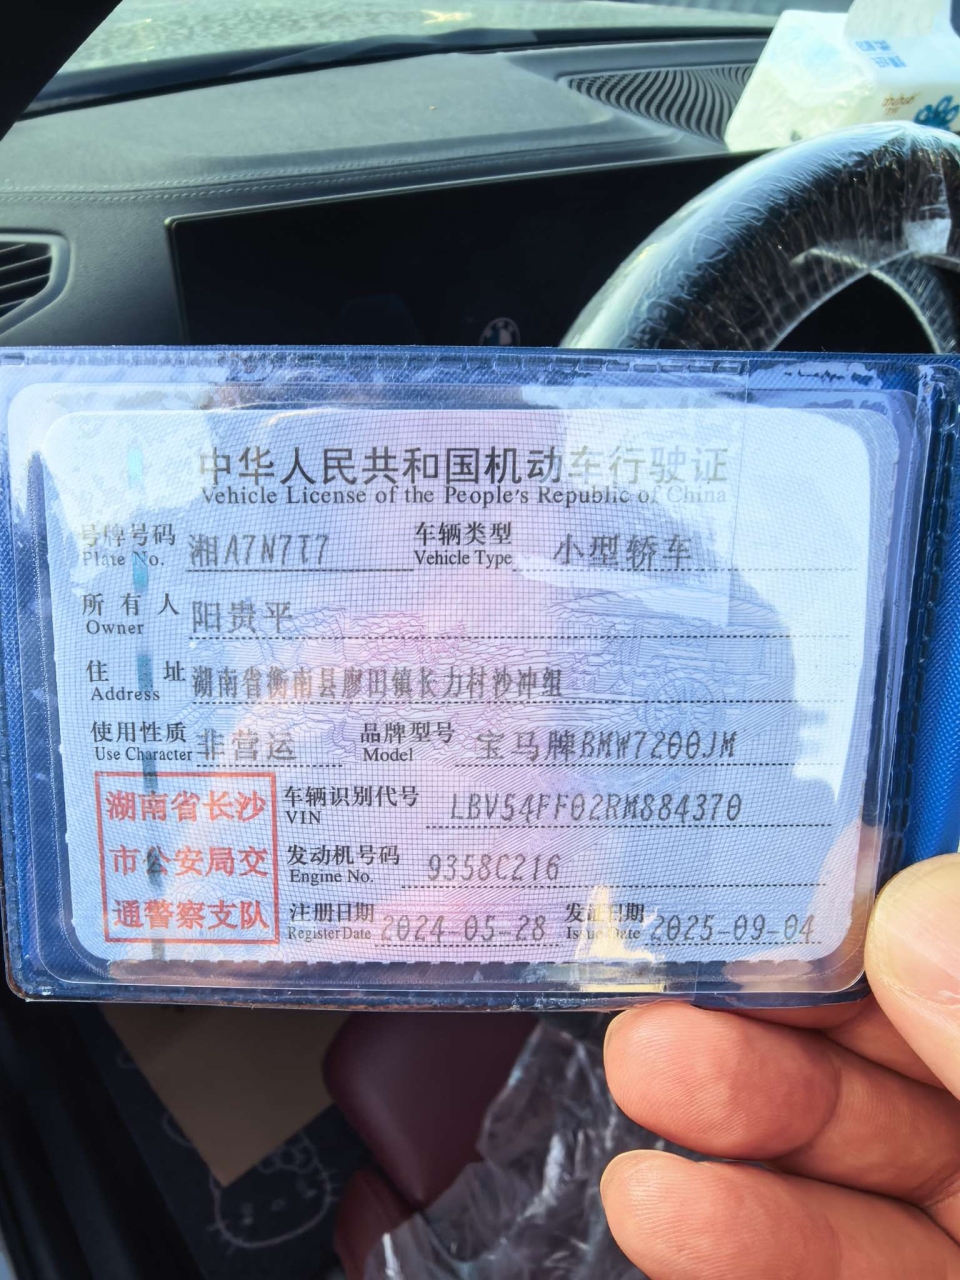 中华人民共和国机动车行驶证
Vehicle License of the People's Republic of China
号牌号码 湘A7N7T7 车辆类型 小型轿车
Plate No. Vehicle Type
所有人 阳贵平
Owner
住址 湖南省衡南县廖田镇长力村沙冲组
Address
使用性质 非营运 品牌型号 宝马牌BMW7200JM
Use Character Model
湖南省长沙
市公安局交
通警察支队
车辆识别代号 LBV54FF02RM884370
VIN
发动机号码 9358C216
Engine No.
注册日期 2024-05-28 发证日期 2025-09-04
Register Date Issue Date